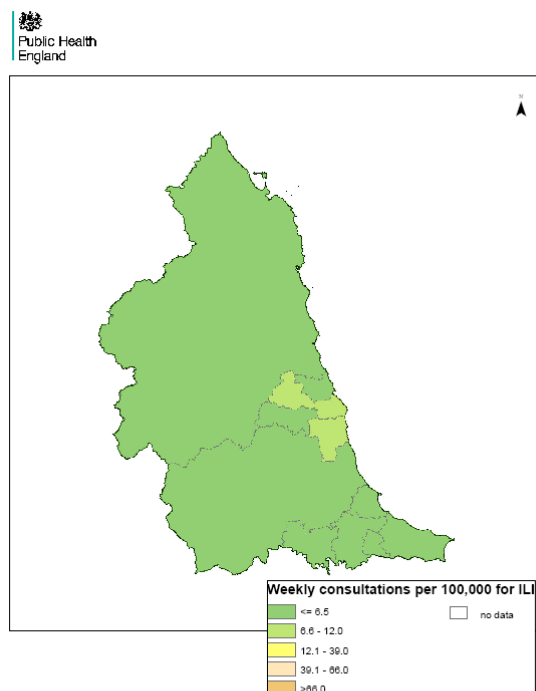 Public Health
England
N
Weekly consultations per 100,000 for ILI
<= 6.5
no data
6.6 - 12.0
12.1 - 39.0
39.1 - 66.0
>66.0